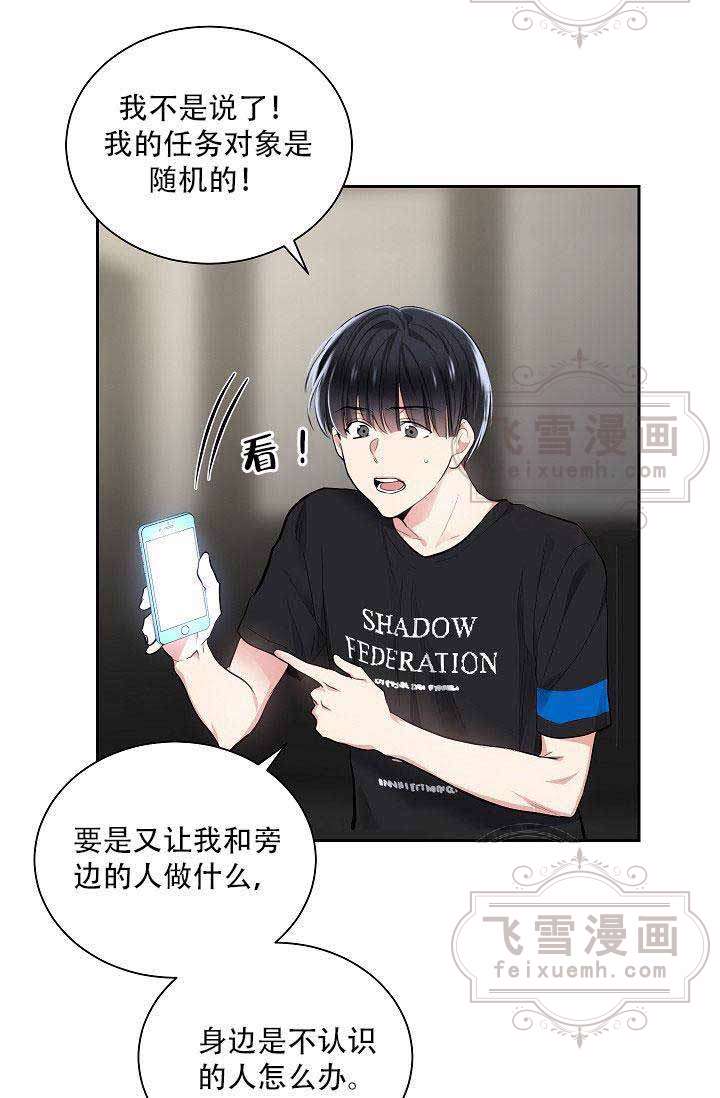 我不是说了！
我的任务对象是
随机的！
看！
飞雪漫画
feixuemh.com
SHADOW
FEDERATION
要是又让我和旁
边的人做什么，
飞雪漫画
feixuemh.com
身边是不认识
的人怎么办。